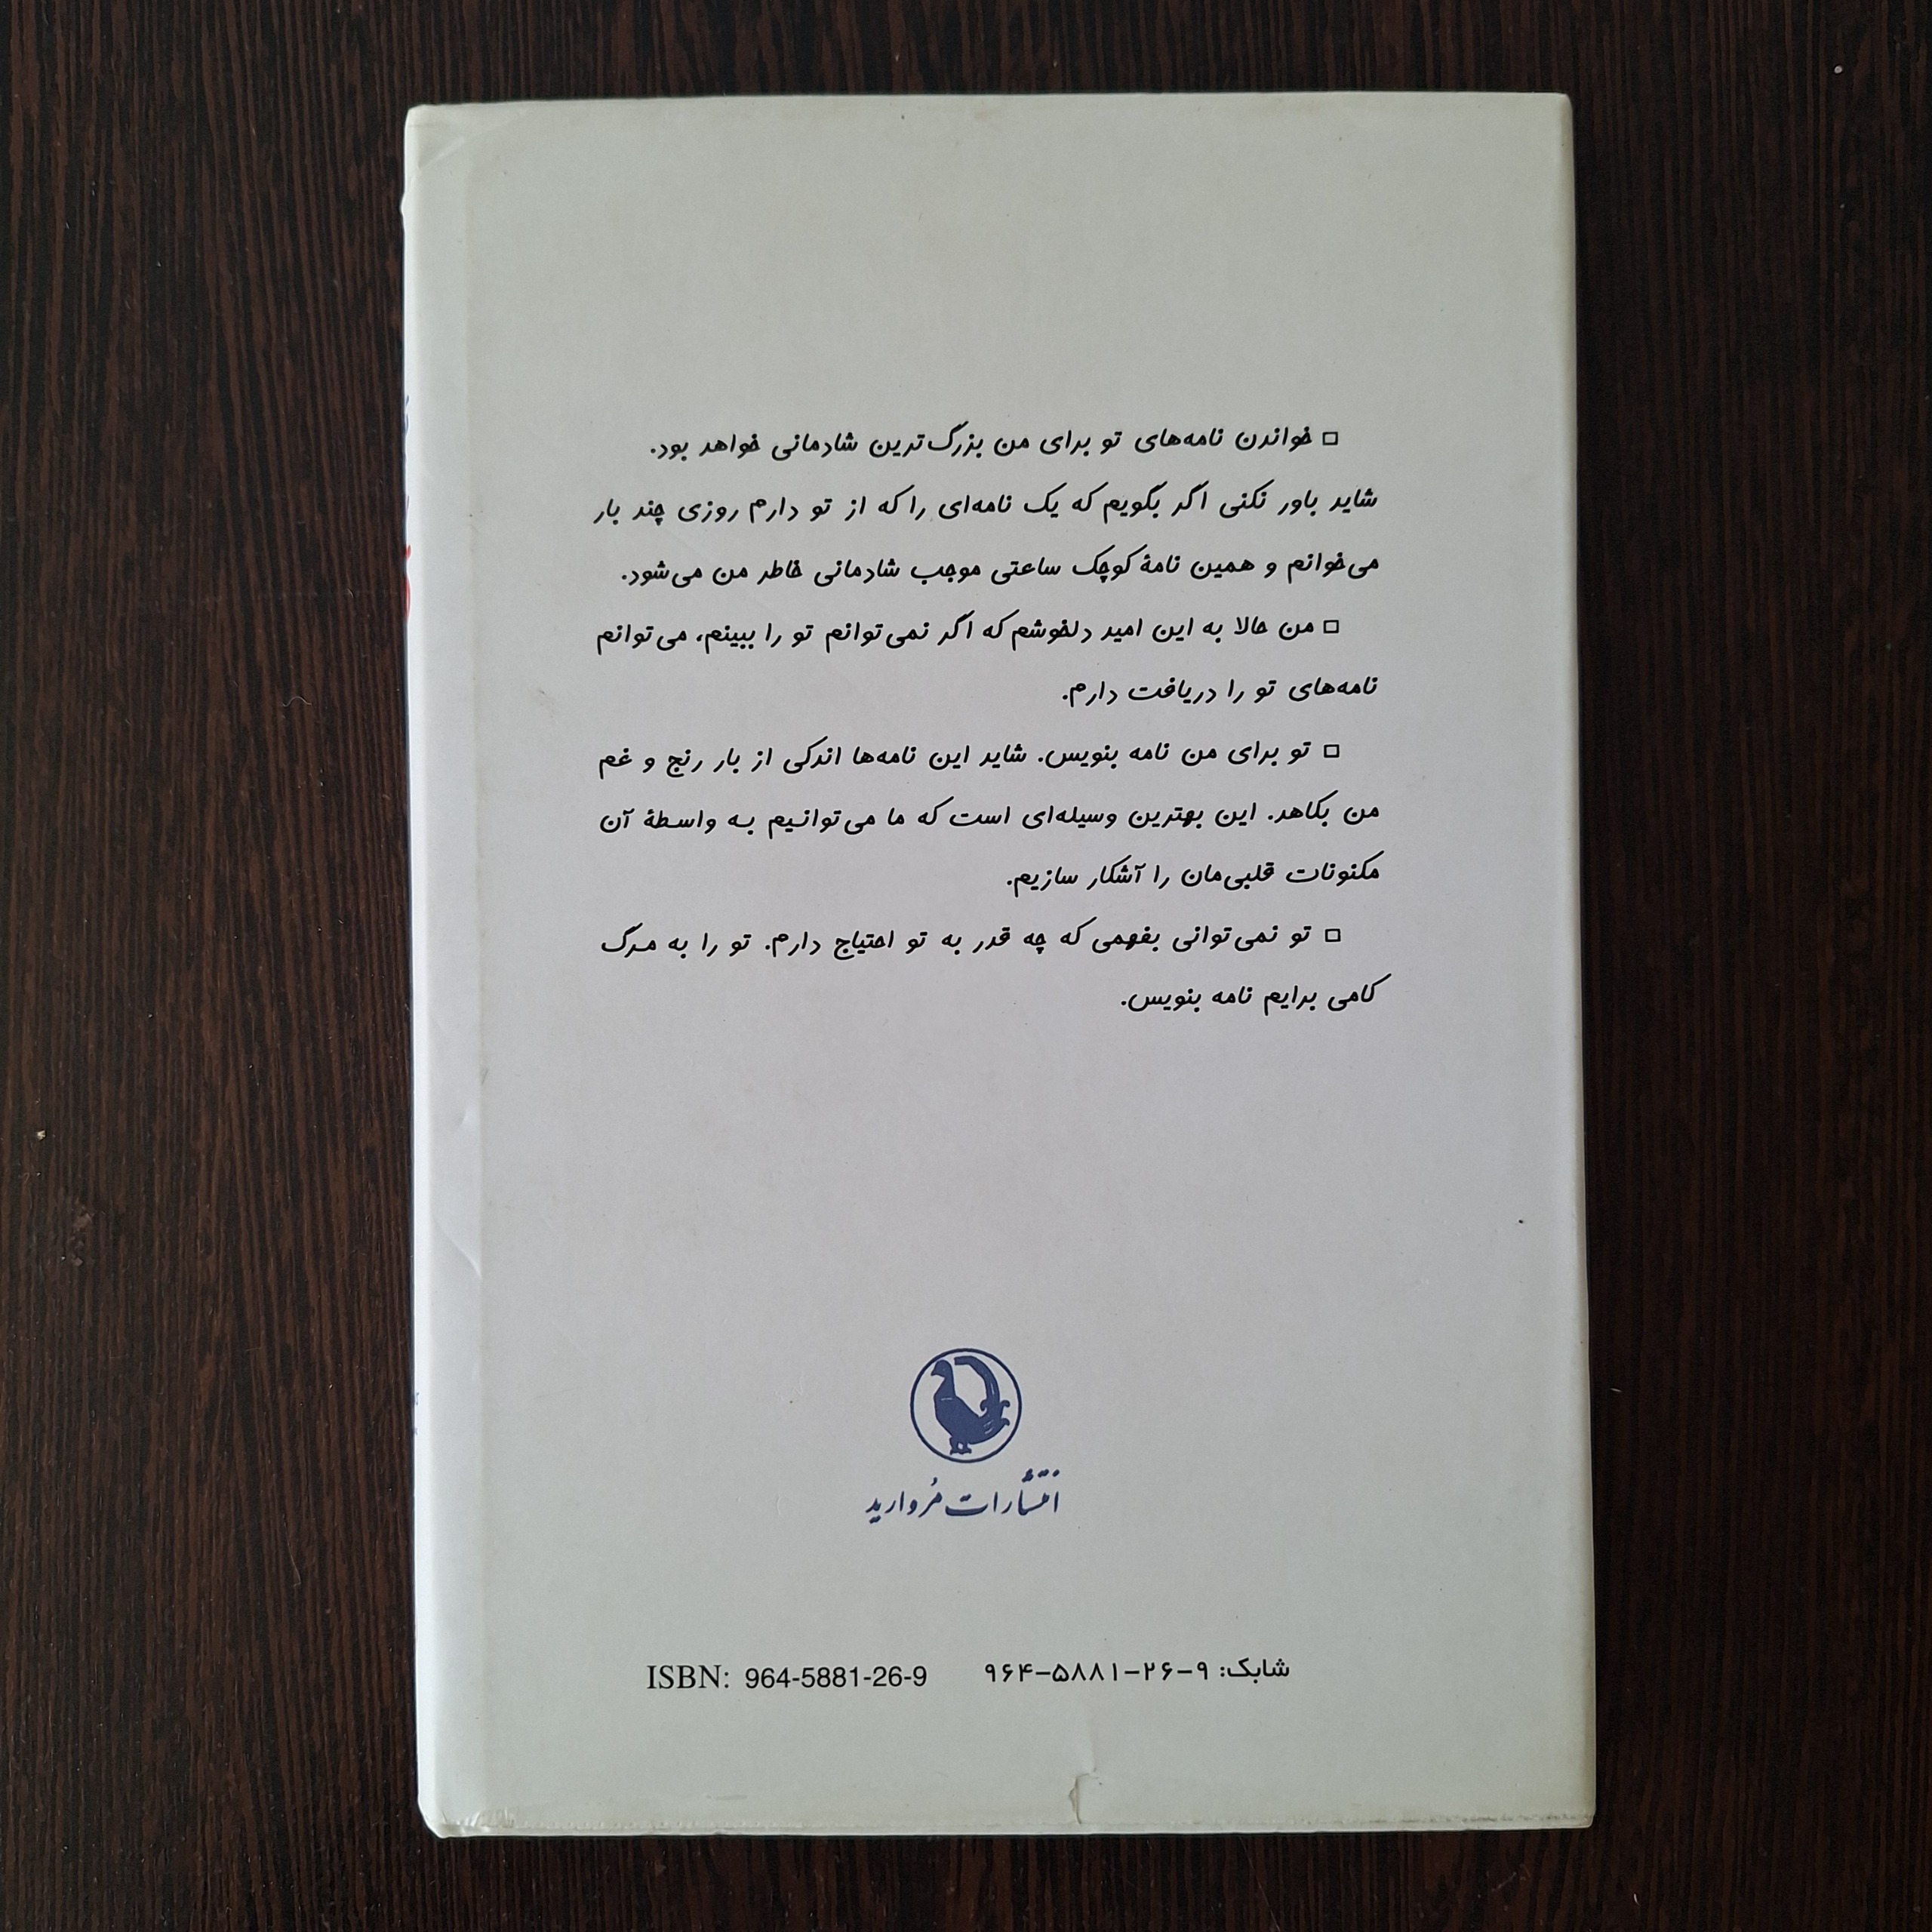 □ خواندن نامه‌های تو برای من بزرگ‌ترین شادمانی خواهد بود.
شاید باور نکنی اگر بگویم که یک نامه‌ای را که از تو دارم روزی چند بار
می‌خوانم و همین نامهٔ کوچک ساعتی موجب شادمانی خاطر من می‌شود.
□ من حالا به این امید دلخوشم که اگر نمی‌توانم تو را ببینم، می‌توانم
نامه‌های تو را دریافت دارم.
□ تو برای من نامه بنویس. شاید این نامه‌ها اندکی از بار رنج و غم
من بکاهد. این بهترین وسیله‌ای است که ما می‌توانیم به واسطهٔ آن
مکنونات قلبی‌مان را آشکار سازیم.
□ تو نمی‌توانی بفهمی که چه قدر به تو احتیاج دارم. تو را به مرگ
کامی برایم نامه بنویس.
انتشارات مُروارید
شابک: ۹-۲۶-۵۸۸۱-۹۶۴ ISBN: 964-5881-26-9